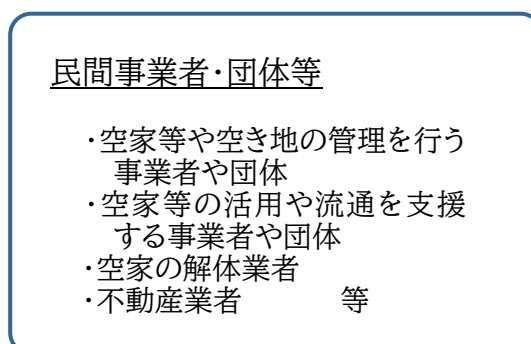 民間事業者・団体等
・空家等や空き地の管理を行う
事業者や団体
・空家等の活用や流通を支援
する事業者や団体
・空家の解体業者
・不動産業者　　　等